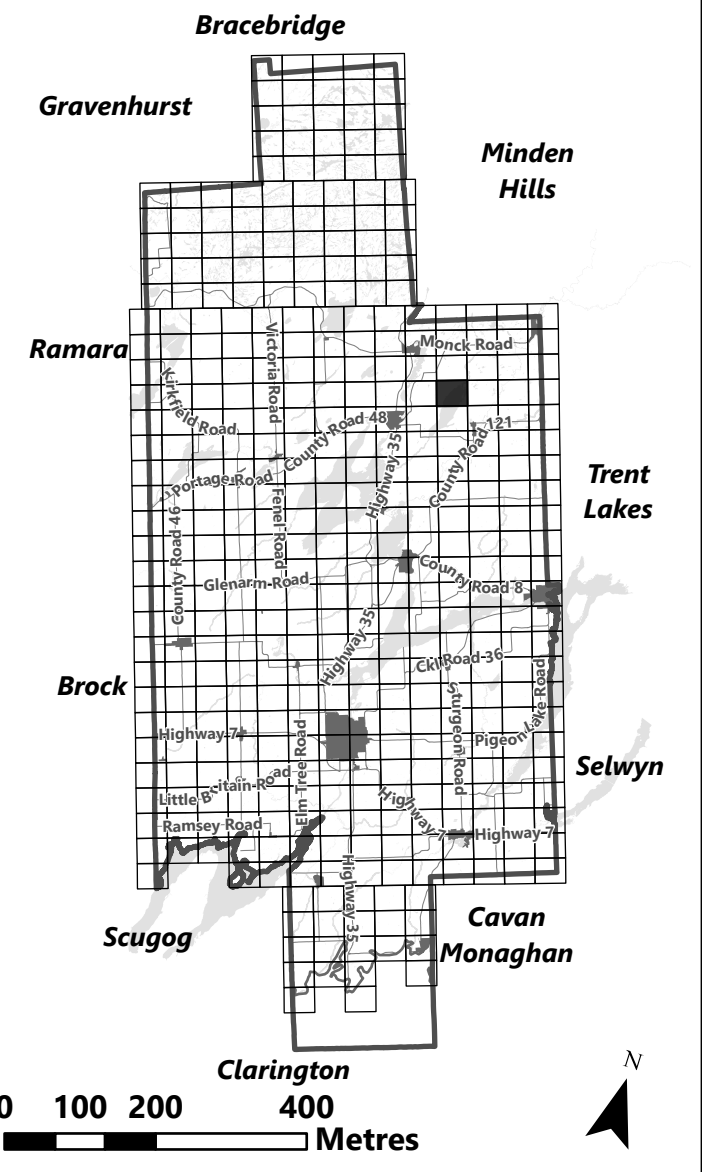 Bracebridge
Gravenhurst
Minden
Hills
Ramara
Monck Road
Victoria Road
Kirkfield Road
County Road 48
County Road 121
Highway 35
Portage Road
Trent
Lakes
Fenel Road
County Road 46
County Road 8
Glenarm Road
Highway 35
Ckl Road 36
Brock
Sturgeon Road
Pigeon Lake Road
Highway 7
Elm Tree Road
Selwyn
Little Britain Road
Highway 7
Ramsey Road
Highway 7
Highway 35
Scugog
Cavan
Monaghan
Clarington
N
0 100 200 400
Metres